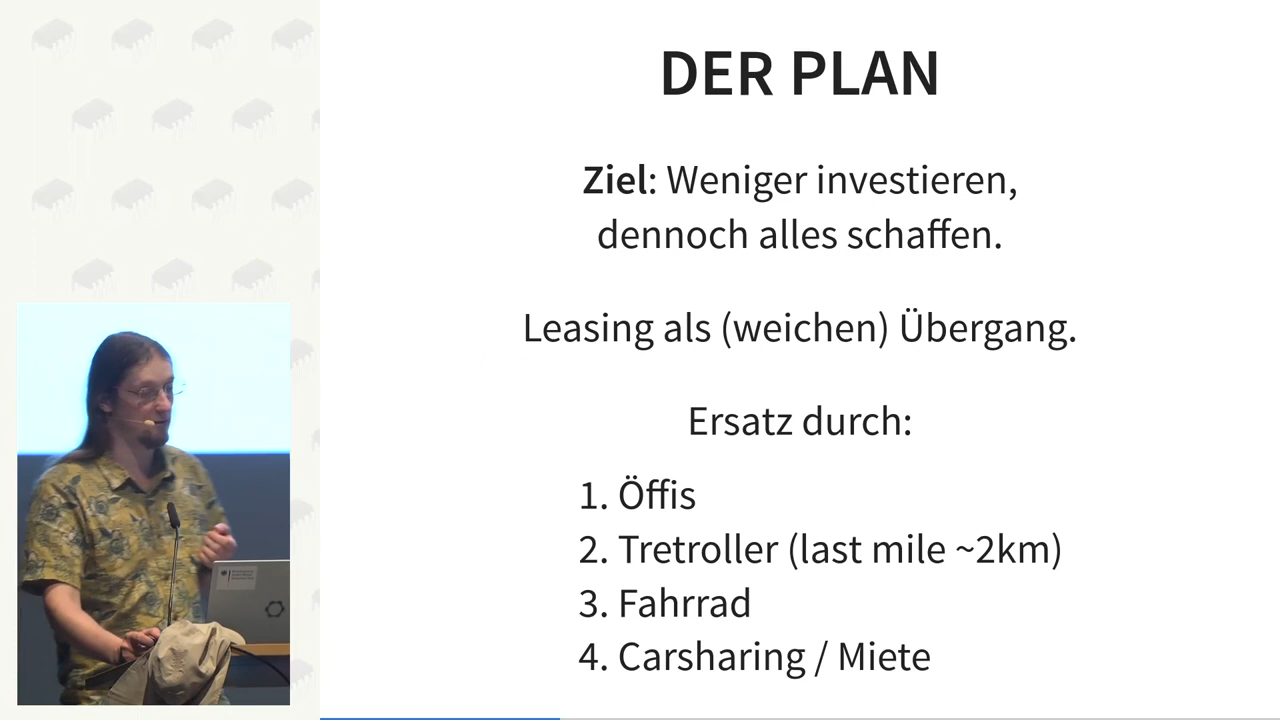 DER PLAN
Ziel: Weniger investieren,
dennoch alles schaffen.
Leasing als (weichen) Übergang.
Ersatz durch:
1. Öffis
2. Tretroller (last mile ~2km)
3. Fahrrad
4. Carsharing / Miete